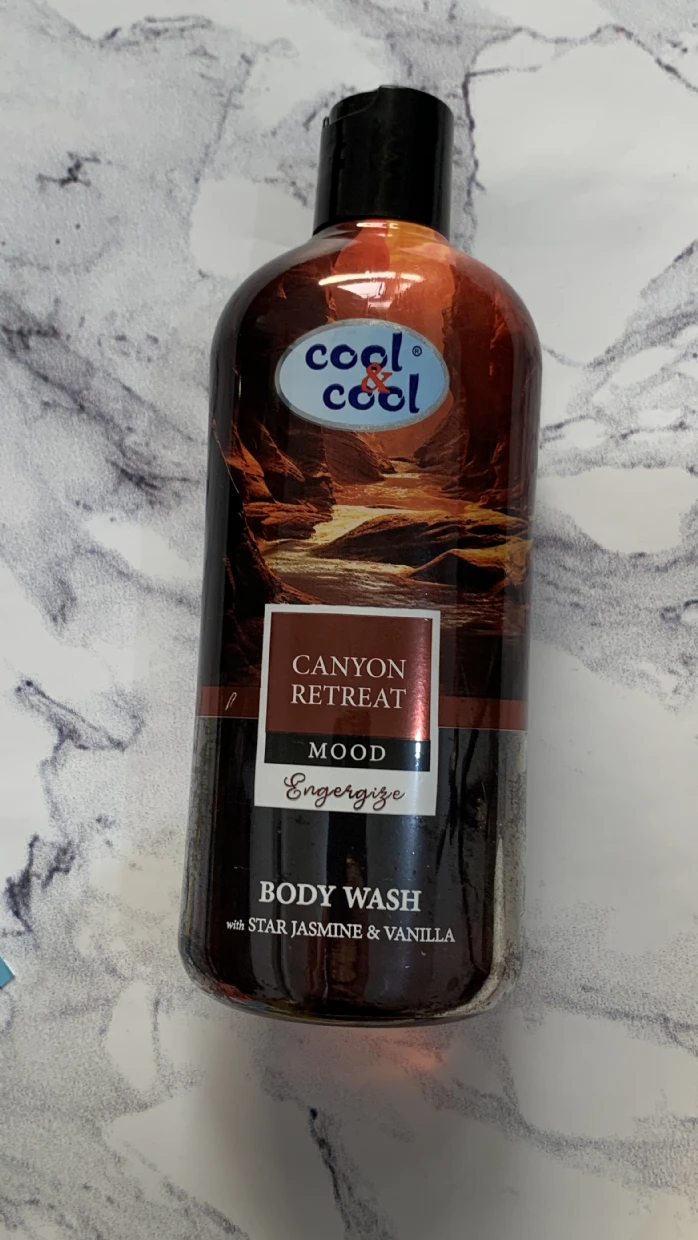 cool ®
&
cool
CANYON
RETREAT
MOOD
Engergize
BODY WASH
with STAR JASMINE & VANILLA